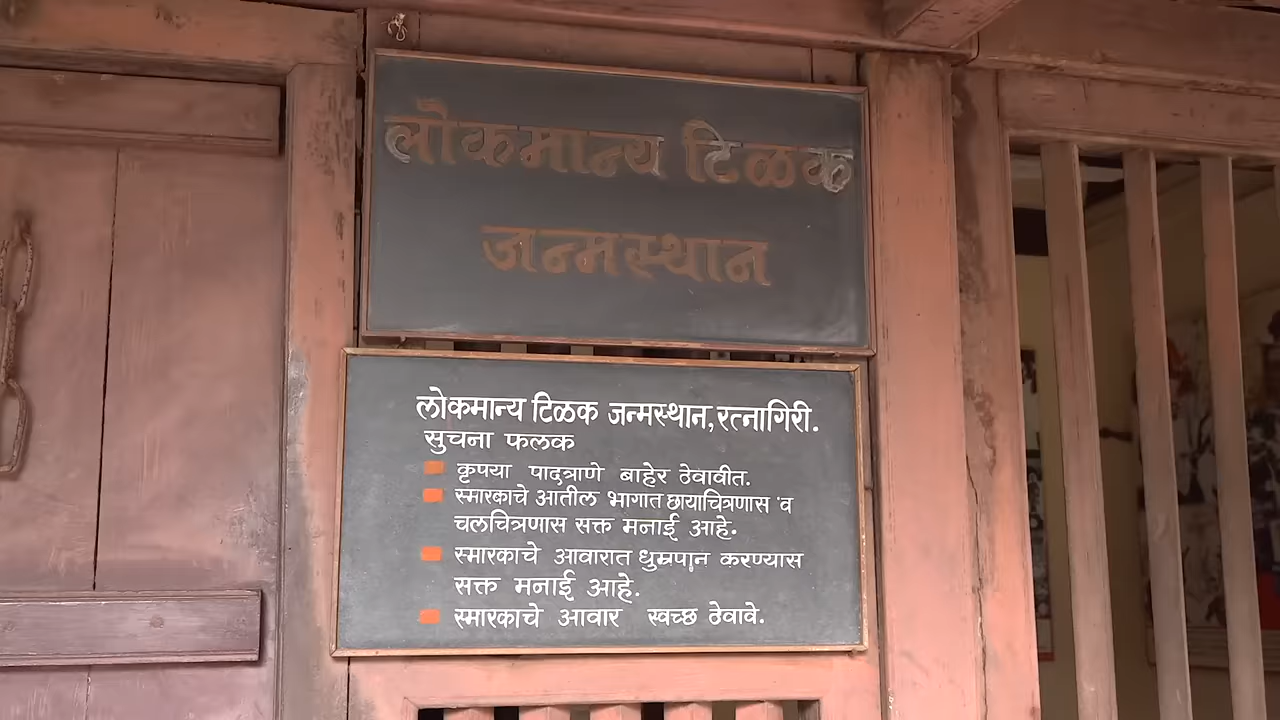 लोकमान्य टिळक
जन्मस्थान
लोकमान्य टिळक जन्मस्थान,रत्नागिरी.
सुचना फलक
कृपया पादत्राणे बाहेर ठेवावीत.
स्मारकाचे आतील भागात छायाचित्रणास व
चलचित्रणास सक्त मनाई आहे.
स्मारकाचे आवारात धुम्रपान करण्यास
सक्त मनाई आहे.
स्मारकाचे आवार स्वच्छ ठेवावे.